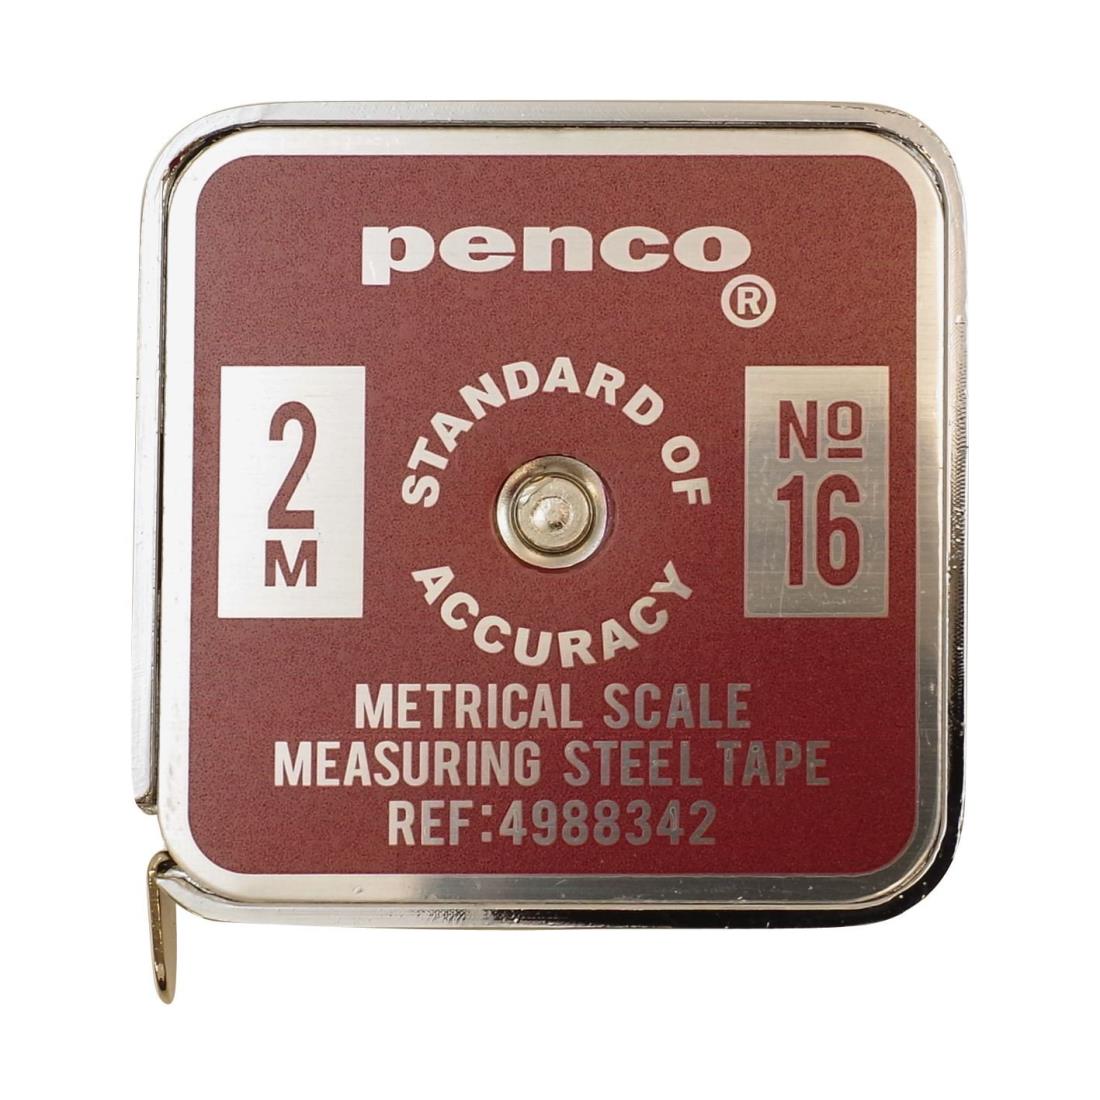 penco
®
STANDARD OF
ACCURACY
2
M
No
16
METRICAL SCALE
MEASURING STEEL TAPE
REF:4988342